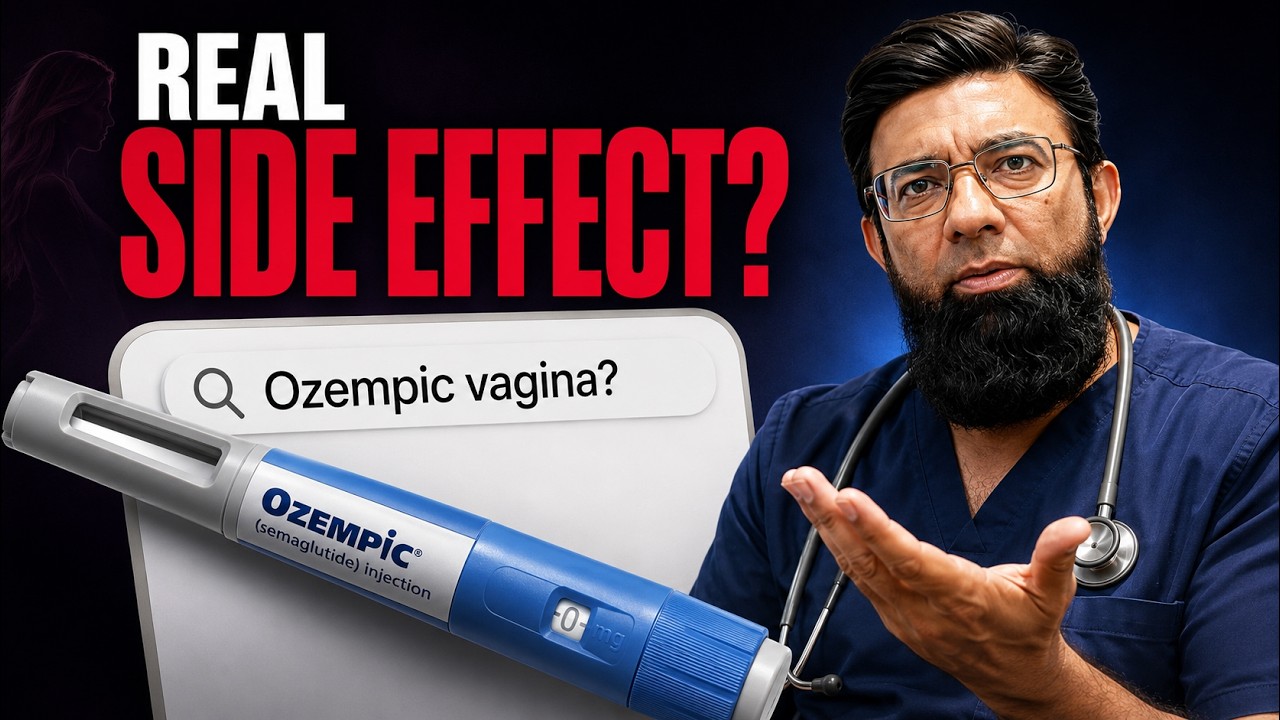 REAL
SIDE EFFECT?
Ozempic vagina?
OZEMPIC®
(semaglutide) injection
-0- mg